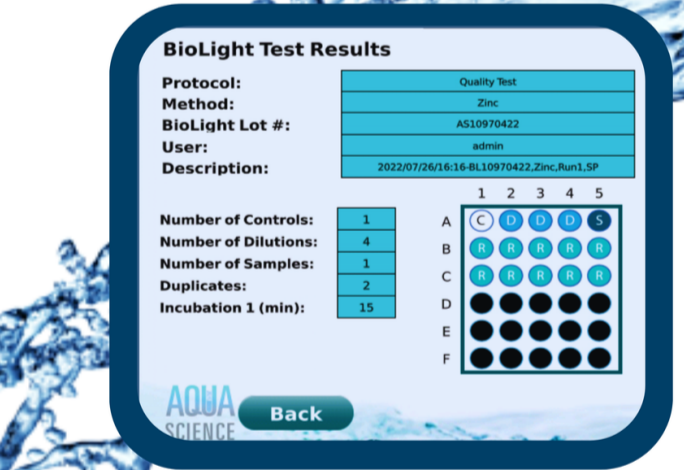 BioLight Test Results
Protocol: Quality Test
Method: Zinc
BioLight Lot #: AS10970422
User: admin
Description: 2022/07/26/16:16-BL10970422,Zinc,Run1,SP
Number of Controls: 1
Number of Dilutions: 4
Number of Samples: 1
Duplicates: 2
Incubation 1 (min): 15
1 2 3 4 5
A C D D D S
B R R R R R
C R R R R R
D
E
F
AQUA
SCIENCE
Back